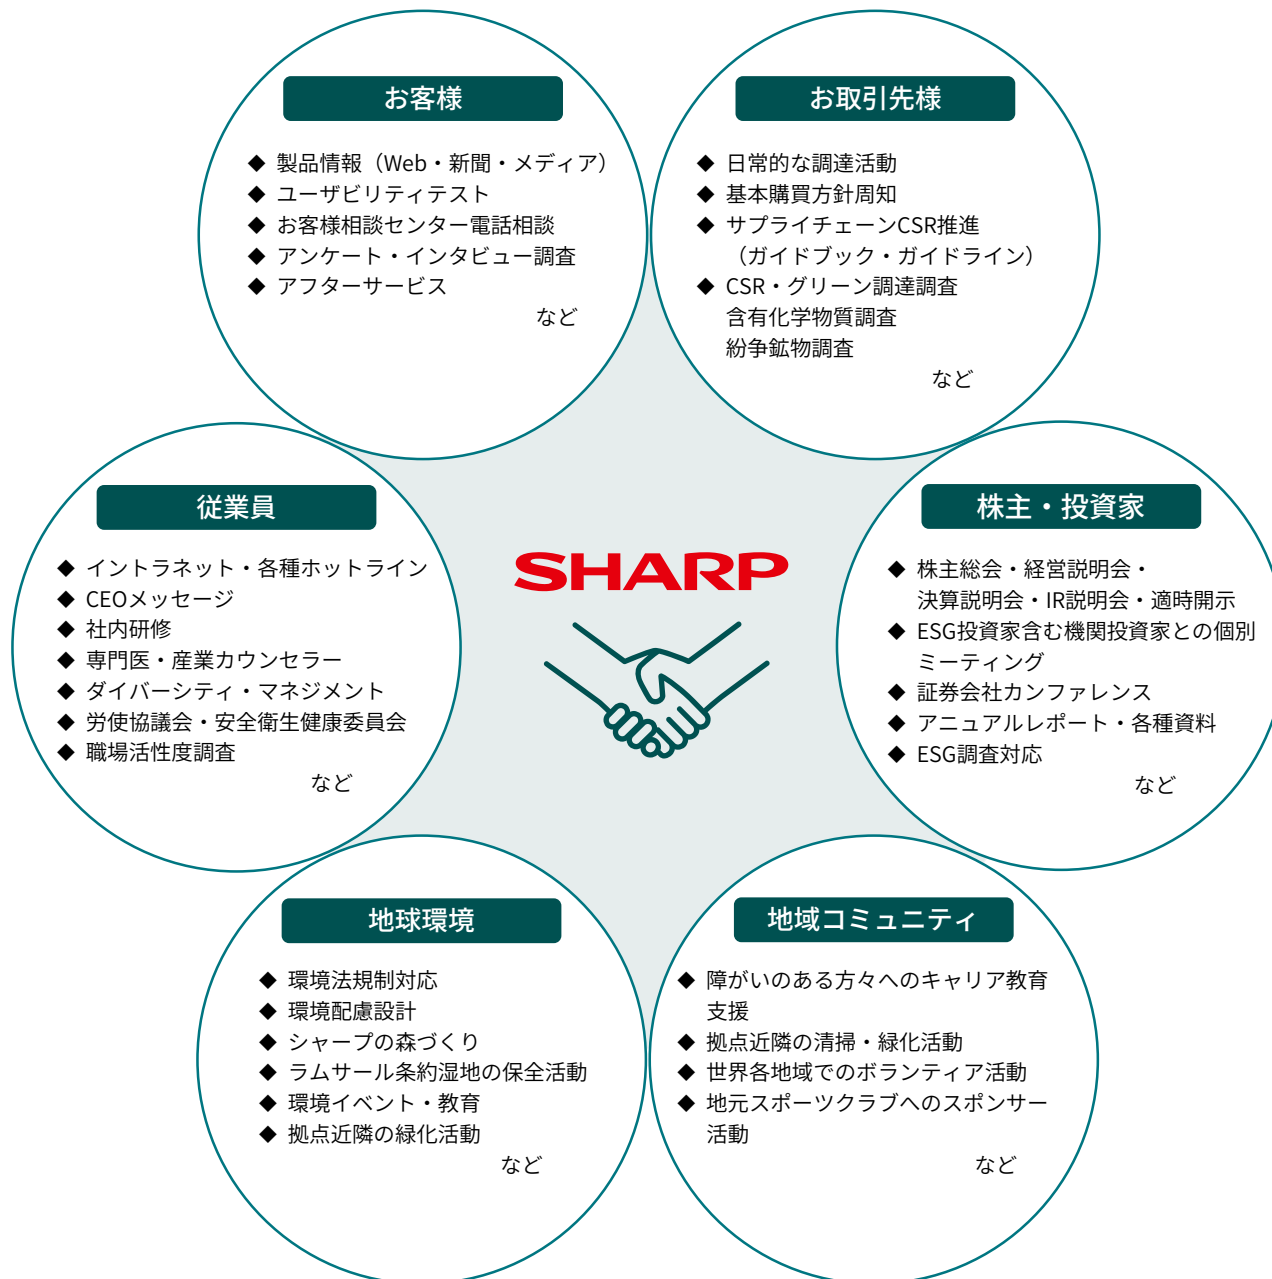 お客様
◆ 製品情報（Web・新聞・メディア）
◆ ユーザビリティテスト
◆ お客様相談センター電話相談
◆ アンケート・インタビュー調査
◆ アフターサービス
など
お取引先様
◆ 日常的な調達活動
◆ 基本購買方針周知
◆ サプライチェーンCSR推進
（ガイドブック・ガイドライン）
◆ CSR・グリーン調達調査
含有化学物質調査
紛争鉱物調査
など
従業員
◆ イントラネット・各種ホットライン
◆ CEOメッセージ
◆ 社内研修
◆ 専門医・産業カウンセラー
◆ ダイバーシティ・マネジメント
◆ 労使協議会・安全衛生健康委員会
◆ 職場活性度調査
など
SHARP
株主・投資家
◆ 株主総会・経営説明会・
決算説明会・IR説明会・適時開示
◆ ESG投資家含む機関投資家との個別
ミーティング
◆ 証券会社カンファレンス
◆ アニュアルレポート・各種資料
◆ ESG調査対応
など
地球環境
◆ 環境法規制対応
◆ 環境配慮設計
◆ シャープの森づくり
◆ ラムサール条約湿地の保全活動
◆ 環境イベント・教育
◆ 拠点近隣の緑化活動
など
地域コミュニティ
◆ 障がいのある方々へのキャリア教育
支援
◆ 拠点近隣の清掃・緑化活動
◆ 世界各地域でのボランティア活動
◆ 地元スポーツクラブへのスポンサー
活動
など